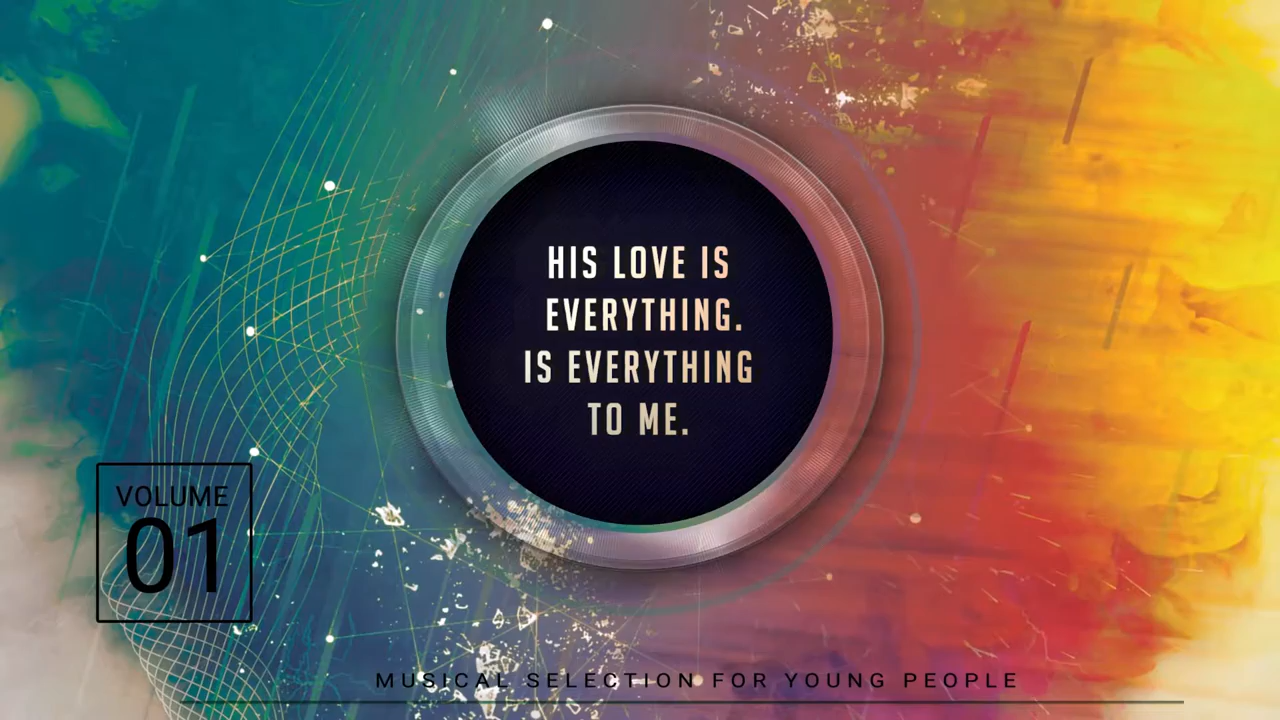 HIS LOVE IS
EVERYTHING.
IS EVERYTHING
TO ME.
VOLUME
01
MUSICAL SELECTION FOR YOUNG PEOPLE